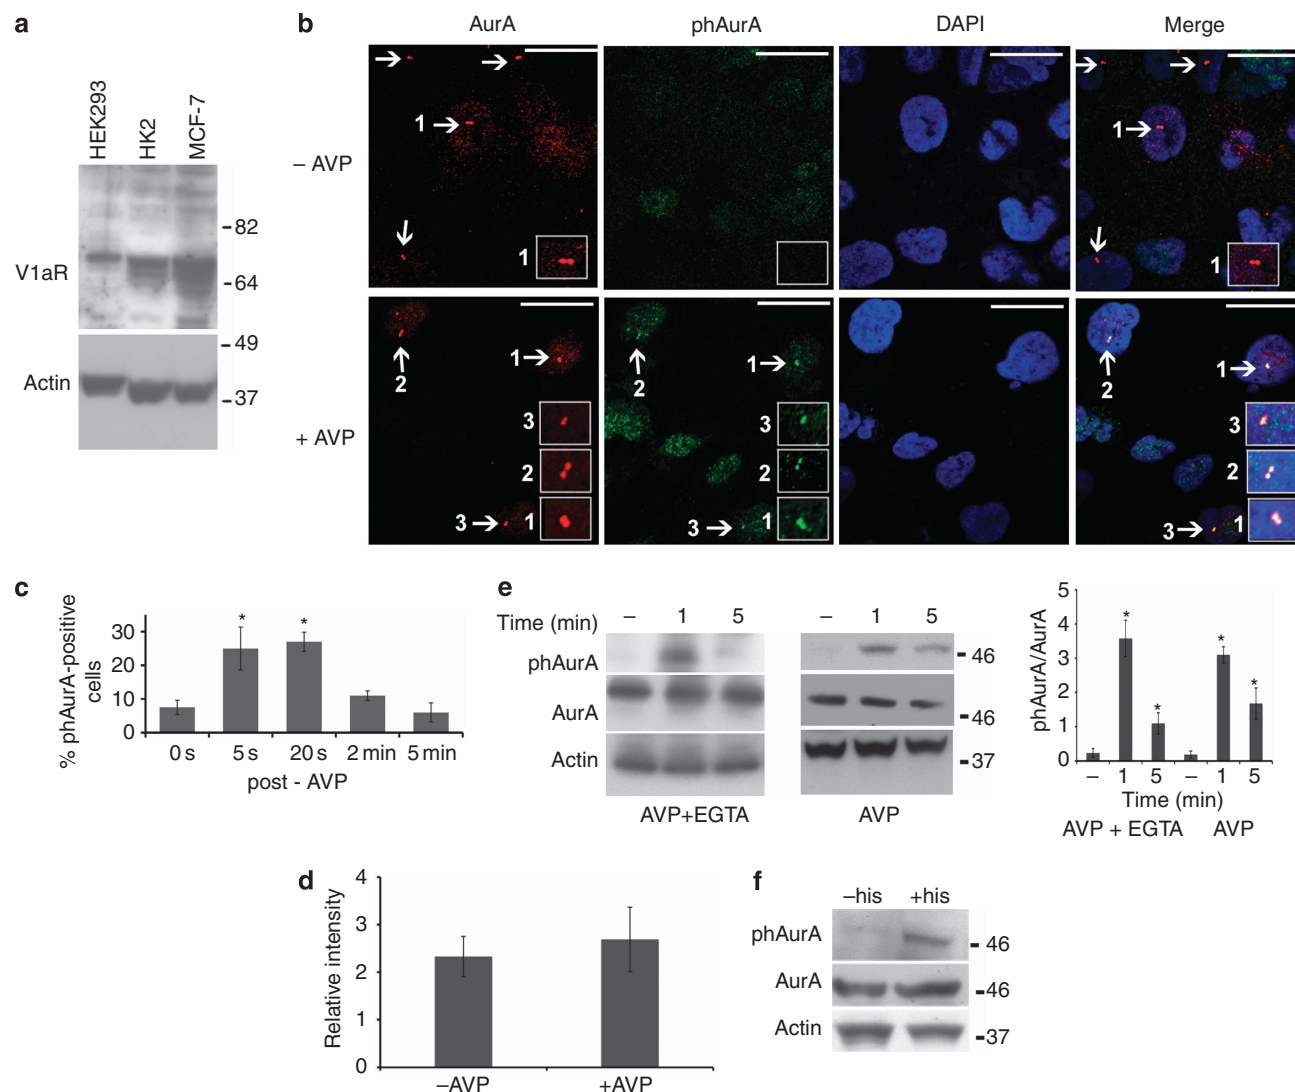 a
HEK293
HK2
MCF-7
V1aR
Actin
82
64
49
37
b
AurA
phAurA
DAPI
Merge
– AVP
1
1
1
1
+ AVP
2
1
3
2
1
3
2
1
3
2
1
3
2
1
3
2
1
3
c
% phAurA-positive cells
30
20
10
0
0 s
5 s
20 s
2 min
5 min
post - AVP
*
*
e
Time (min)
–
1
5
–
1
5
phAurA
AurA
Actin
46
46
37
AVP+EGTA
AVP
phAurA/AurA
5
4
3
2
1
0
*
*
*
*
–
1
5
–
1
5
Time (min)
AVP + EGTA
AVP
d
Relative intensity
4
3
2
1
0
–AVP
+AVP
f
–his
+his
phAurA
AurA
Actin
46
46
37